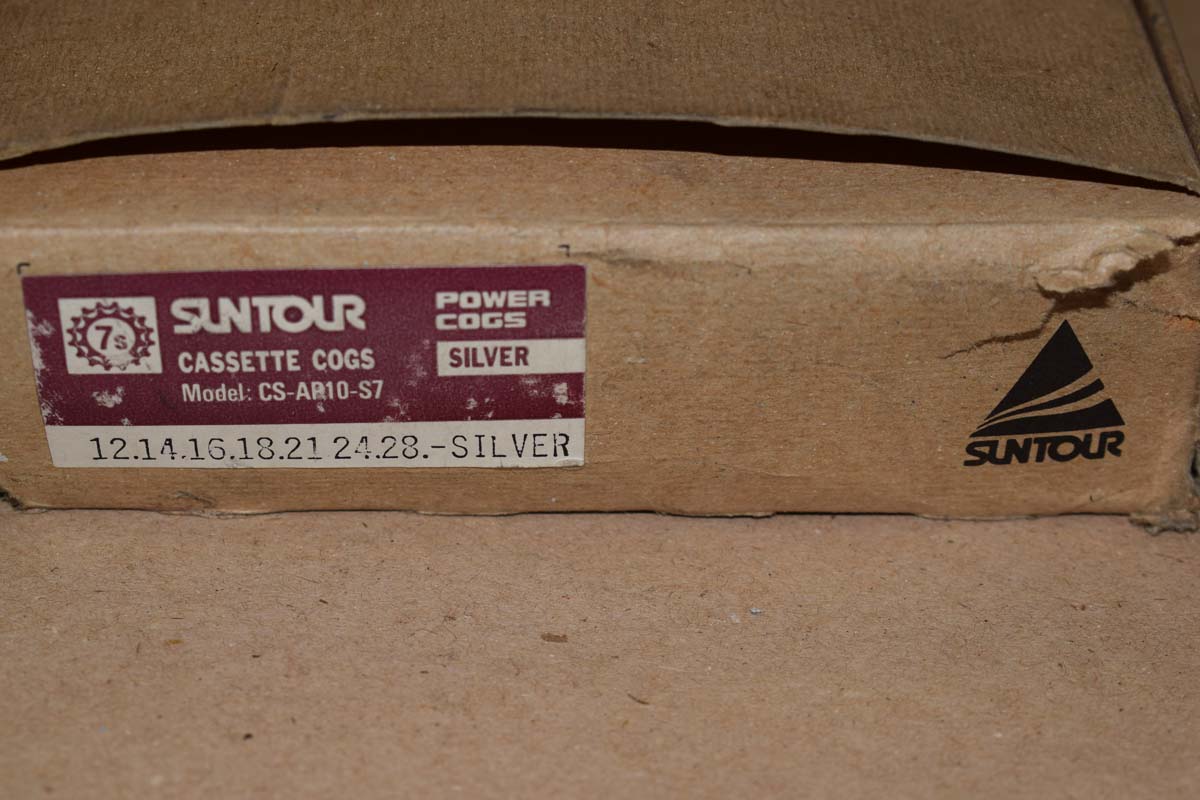 7s
SUNTOUR
CASSETTE COGS
Model: CS-AP10-S7
POWER
COGS
SILVER
12.14.16.18.21 24.28.-SILVER
SUNTOUR